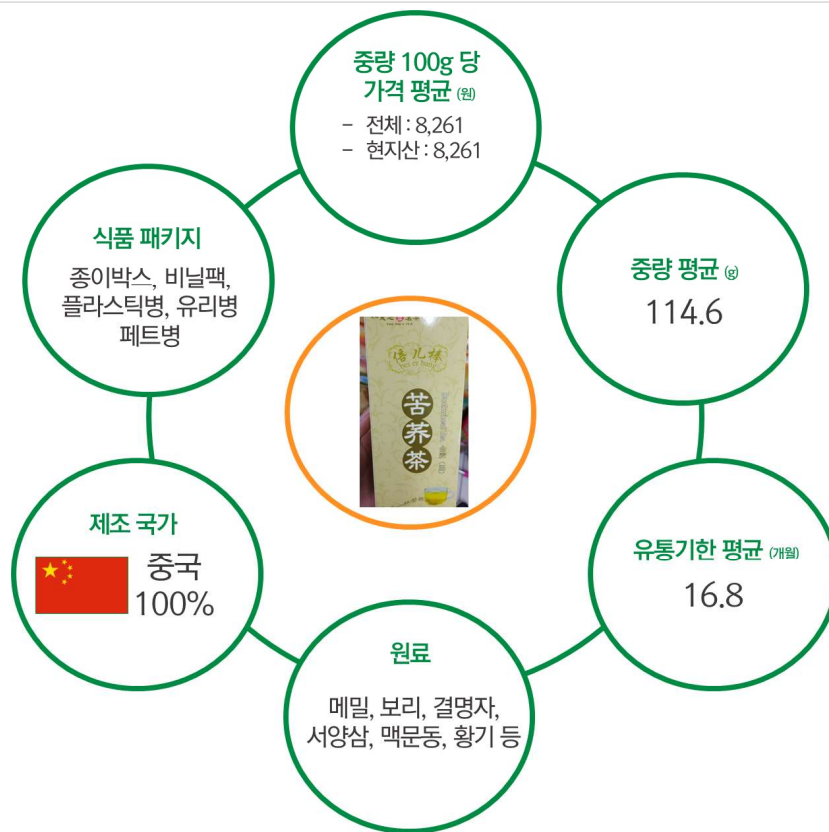 중량 100g 당
가격 평균 (원)
- 전체 : 8,261
- 현지산 : 8,261
식품 패키지
종이박스, 비닐팩,
플라스틱병, 유리병
페트병
중량 평균 (g)
114.6
苦荞茶
제조 국가
중국
100%
유통기한 평균 (개월)
16.8
원료
메밀, 보리, 결명자,
서양삼, 맥문동, 황기 등